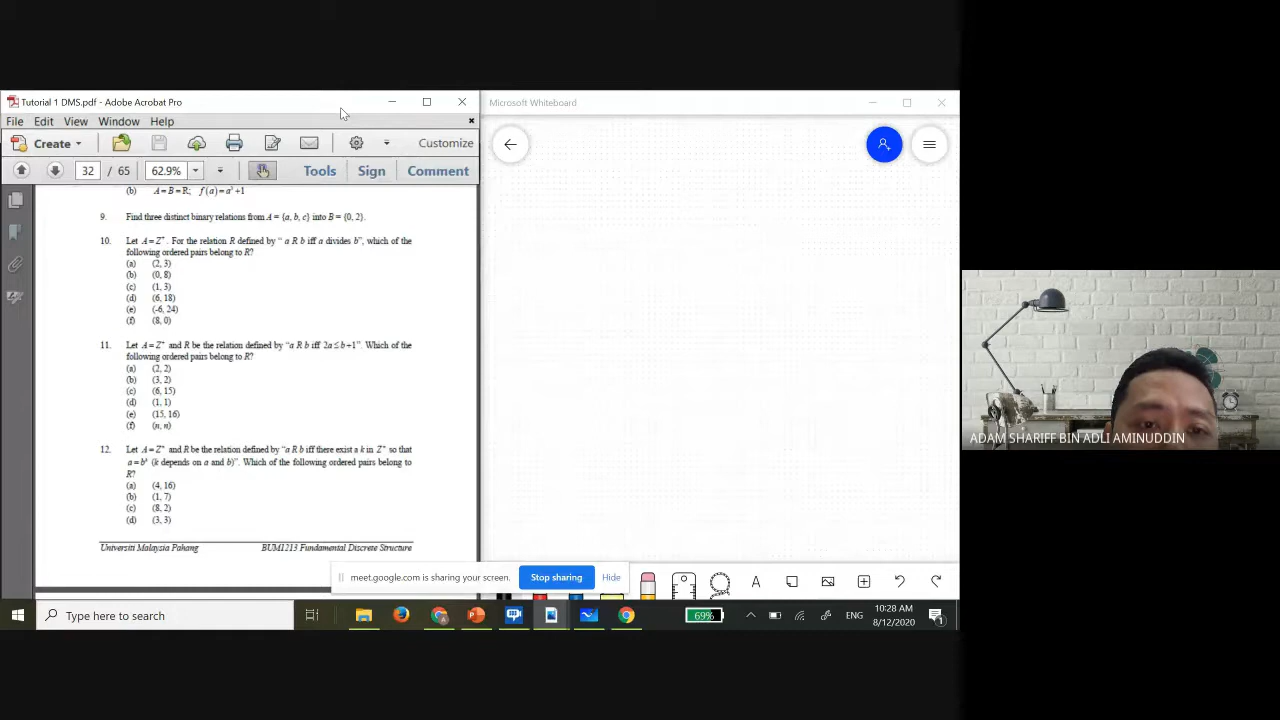 Tutorial 1 DMS.pdf - Adobe Acrobat Pro
File Edit View Window Help
Create
Customize
32 / 65 62.9%
Tools Sign Comment
(b) A = B = R; f(a) = a² + 1
9. Find three distinct binary relations from A = {a, b, c} into B = {0, 2}.
10. Let A = Z⁺. For the relation R defined by “ a R b iff a divides b”, which of the
following ordered pairs belong to R?
(a) (2, 3)
(b) (0, 8)
(c) (1, 3)
(d) (6, 18)
(e) (-6, 24)
(f) (8, 0)
11. Let A = Z⁺ and R be the relation defined by “a R b iff 2a ≤ b + 1”. Which of the
following ordered pairs belong to R?
(a) (2, 2)
(b) (3, 2)
(c) (6, 15)
(d) (1, 1)
(e) (15, 16)
(f) (n, n)
12. Let A = Z⁺ and R be the relation defined by “a R b iff there exist a k in Z⁺ so that
a = bᵏ (k depends on a and b)”. Which of the following ordered pairs belong to
R?
(a) (4, 16)
(b) (1, 7)
(c) (8, 2)
(d) (3, 3)
Universiti Malaysia Pahang BUM1213 Fundamental Discrete Structure
Microsoft Whiteboard
ADAM SHARIFF BIN ADLI AMINUDDIN
meet.google.com is sharing your screen. Stop sharing Hide
Type here to search
69%
ENG
10:28 AM
8/12/2020